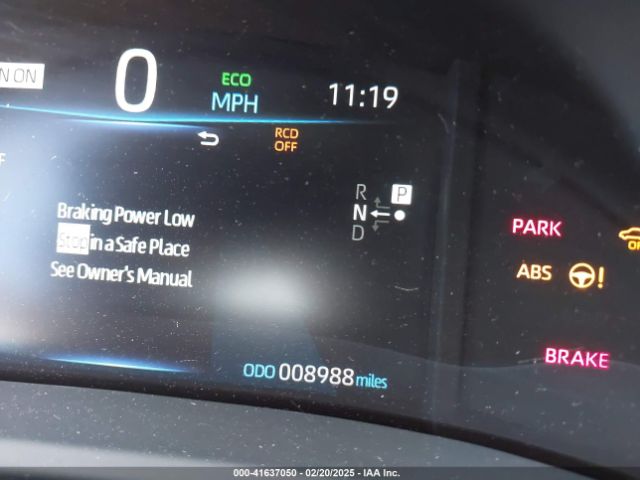 N ON
0
ECO
MPH
11:19
RCD
OFF
F
R P
N
D
Braking Power Low
Stop in a Safe Place
See Owner's Manual
PARK
ABS
!
BRAKE
ODO 008988 miles
000-41637050 - 02/20/2025 - IAA Inc.